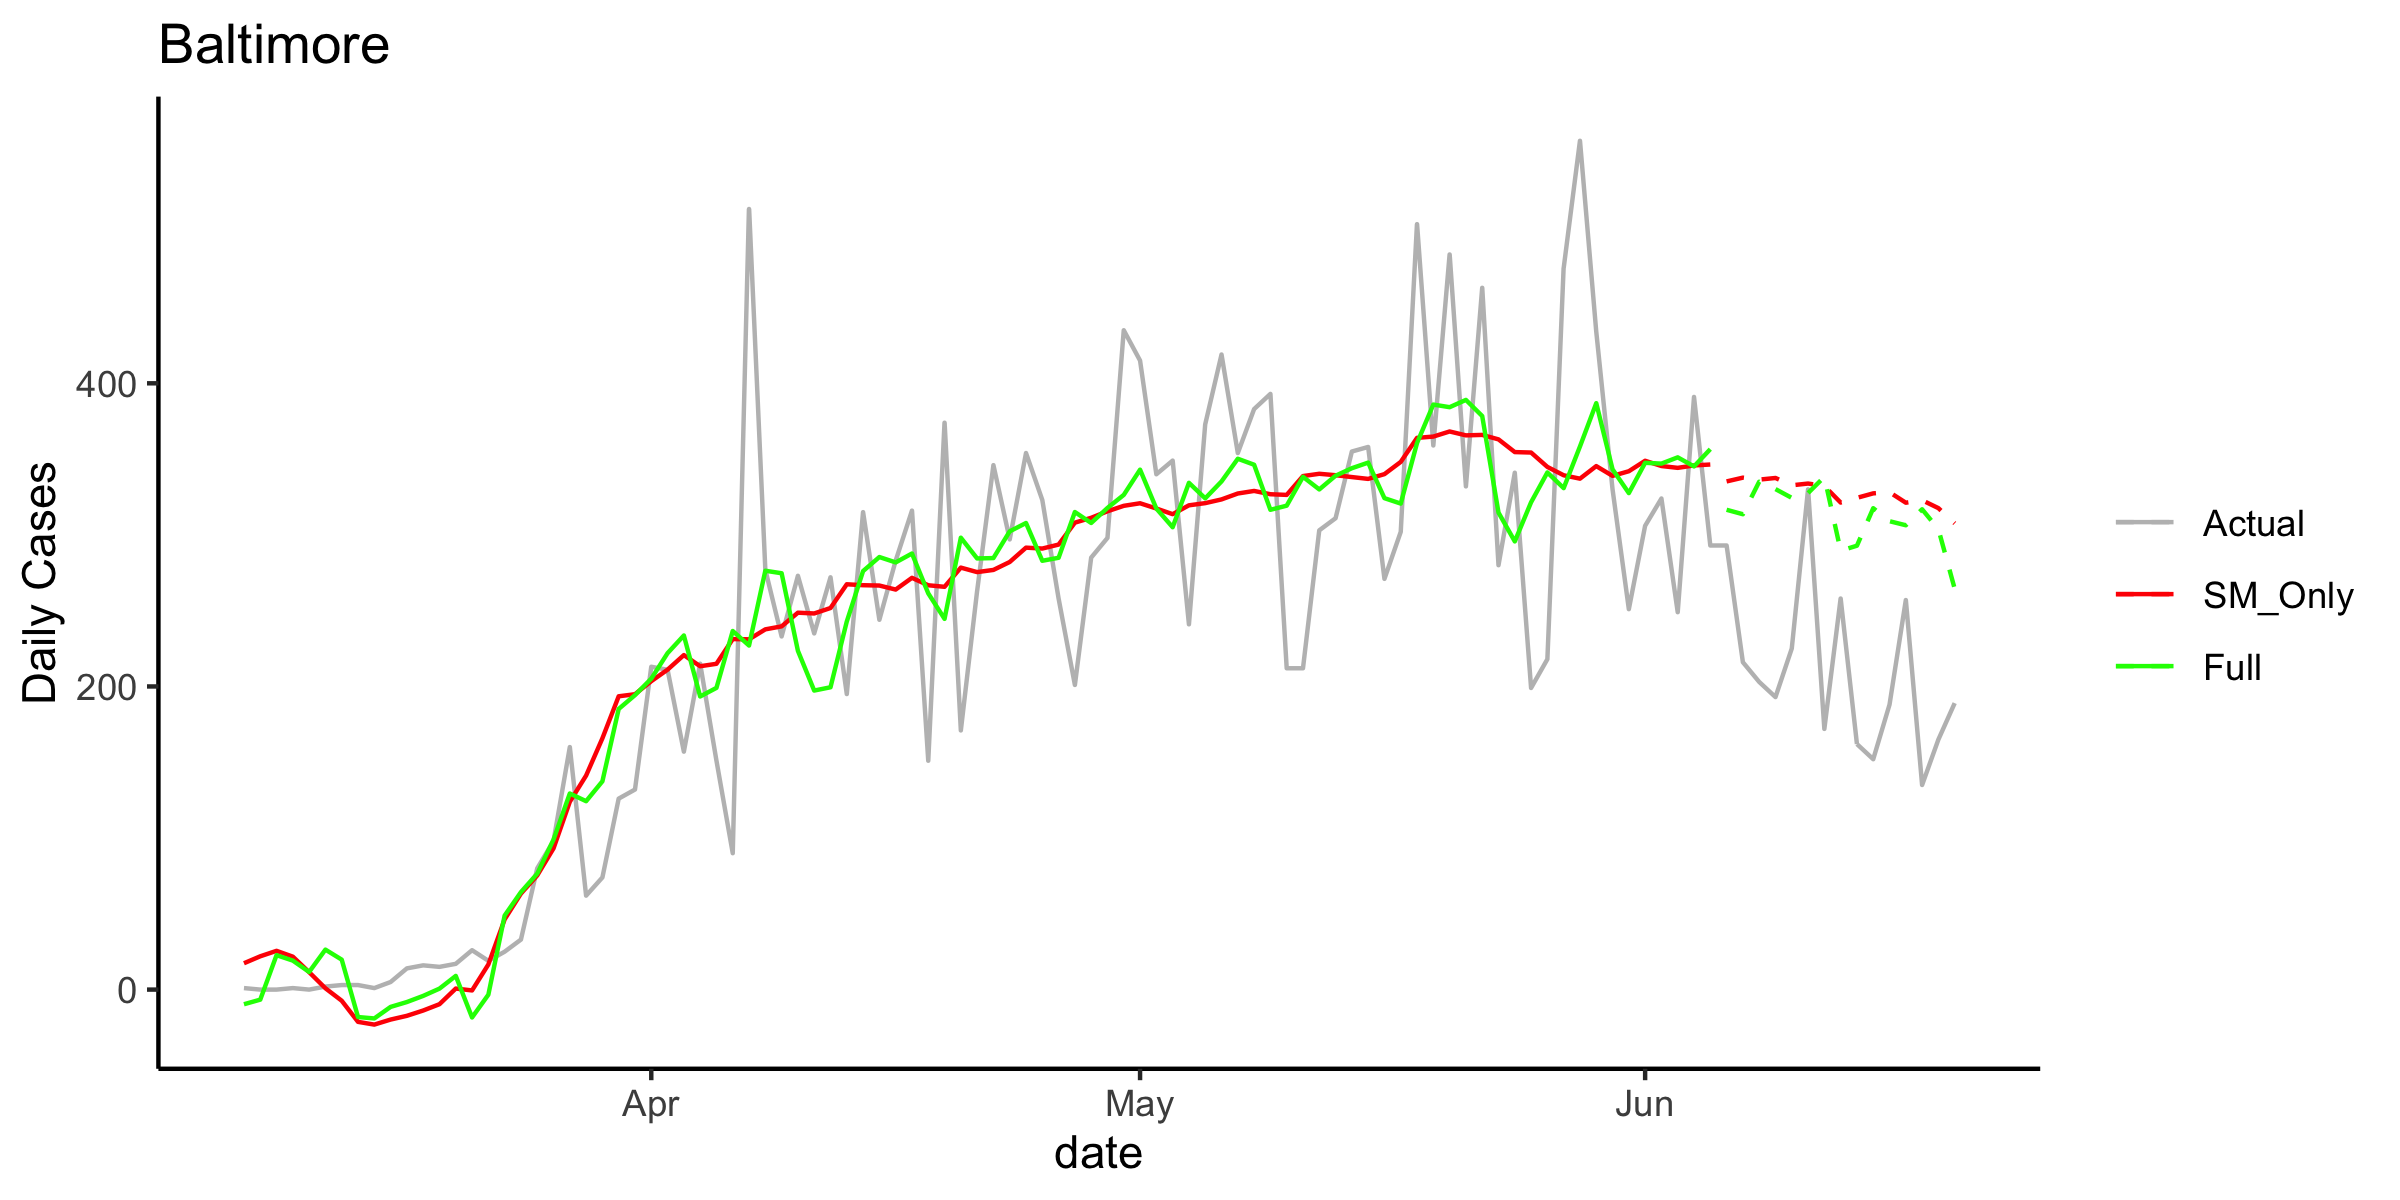 Baltimore
Daily Cases
400
200
0
Apr
May
Jun
date
Actual
SM_Only
Full